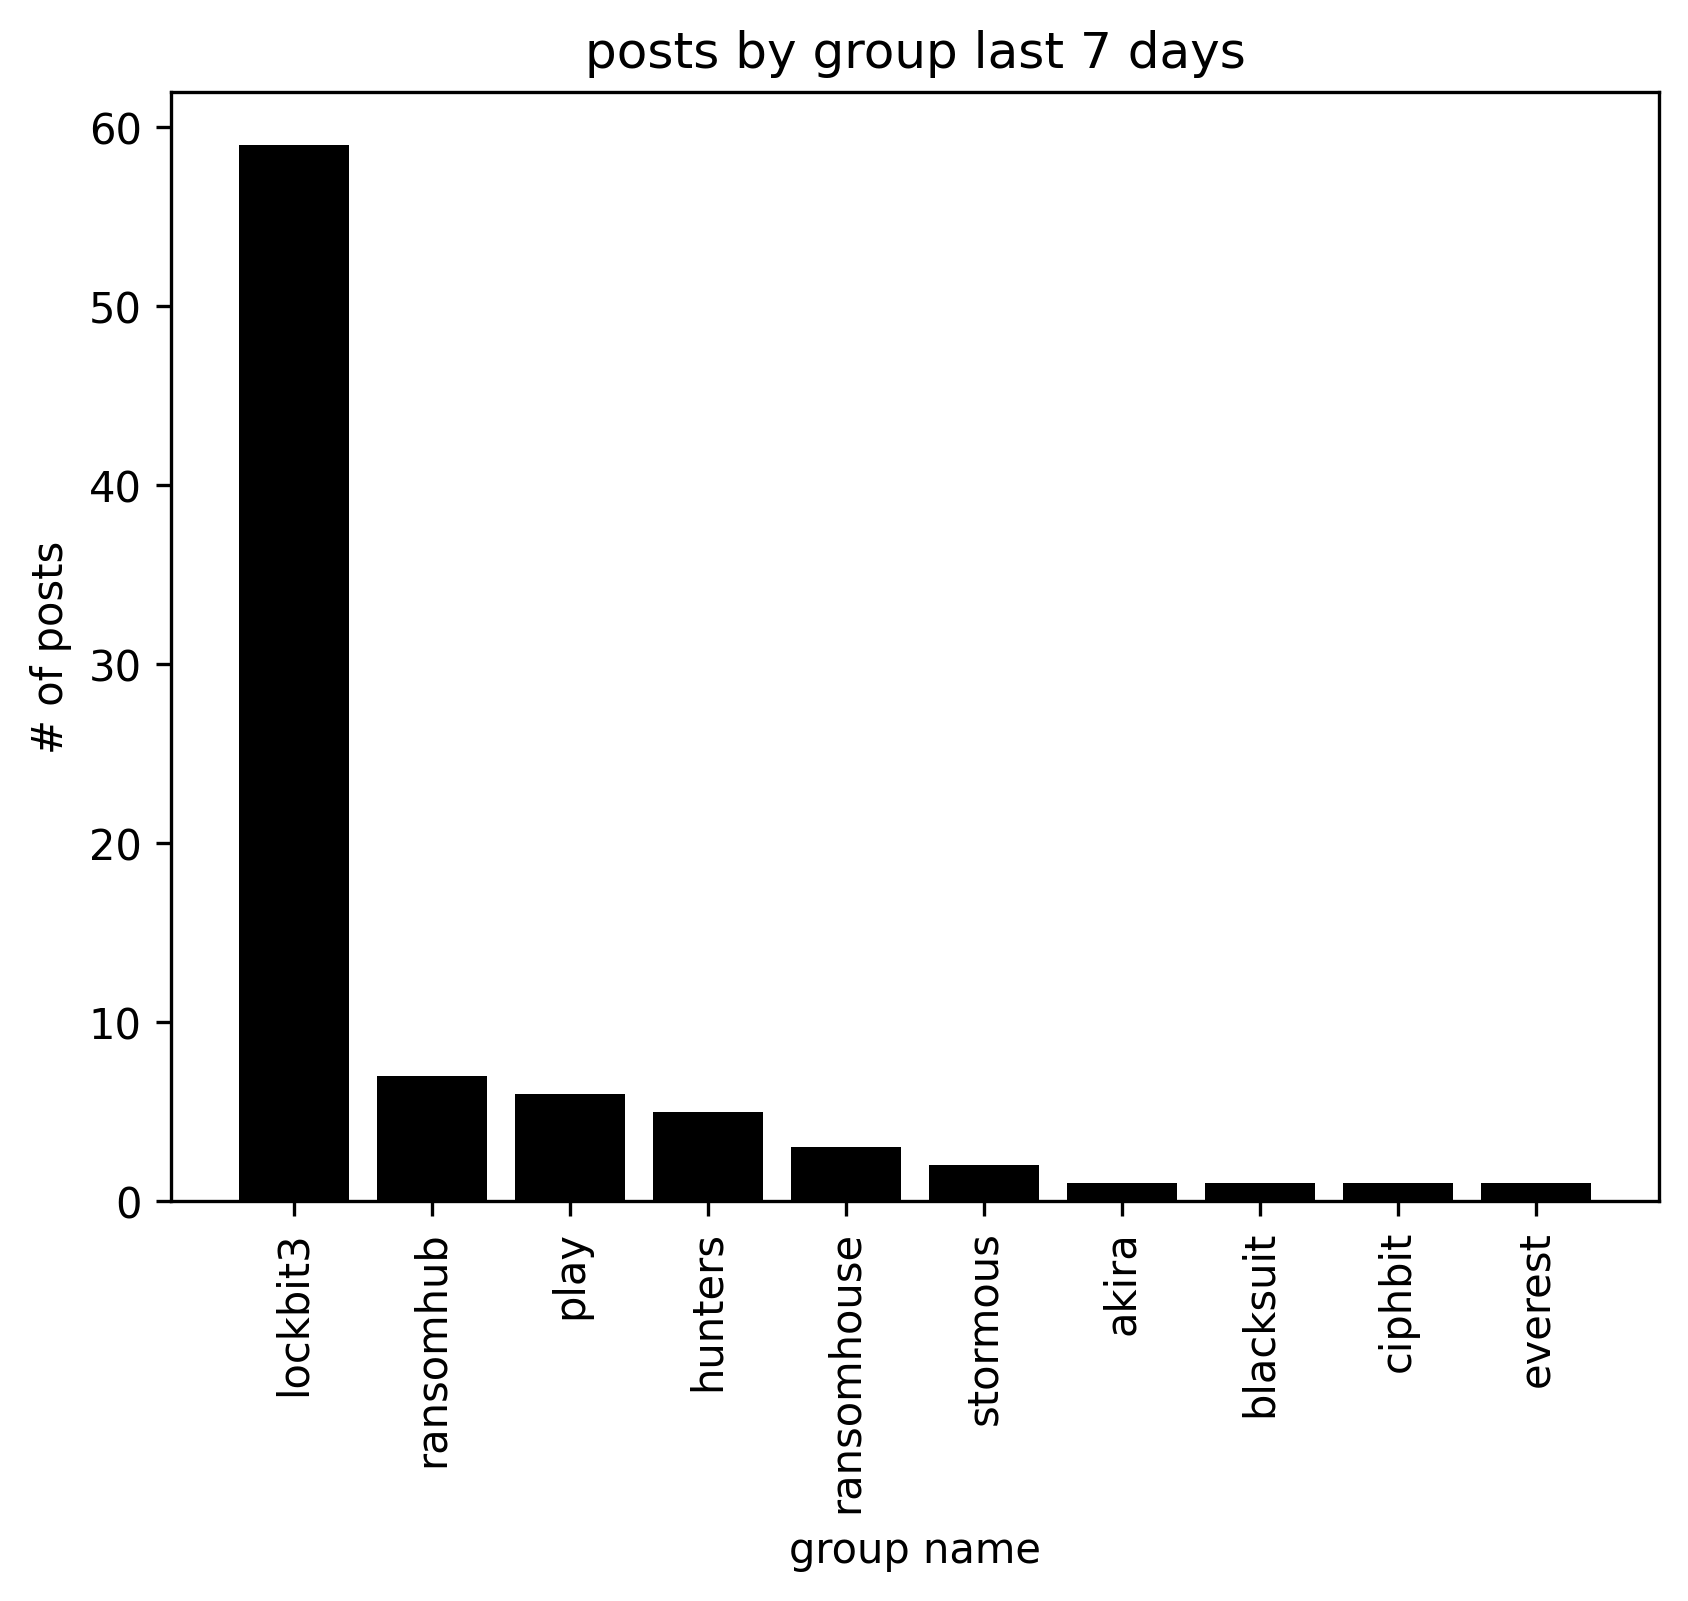 posts by group last 7 days
# of posts
60
50
40
30
20
10
0
lockbit3
ransomhub
play
hunters
ransomhouse
stormous
akira
blacksuit
ciphbit
everest
group name